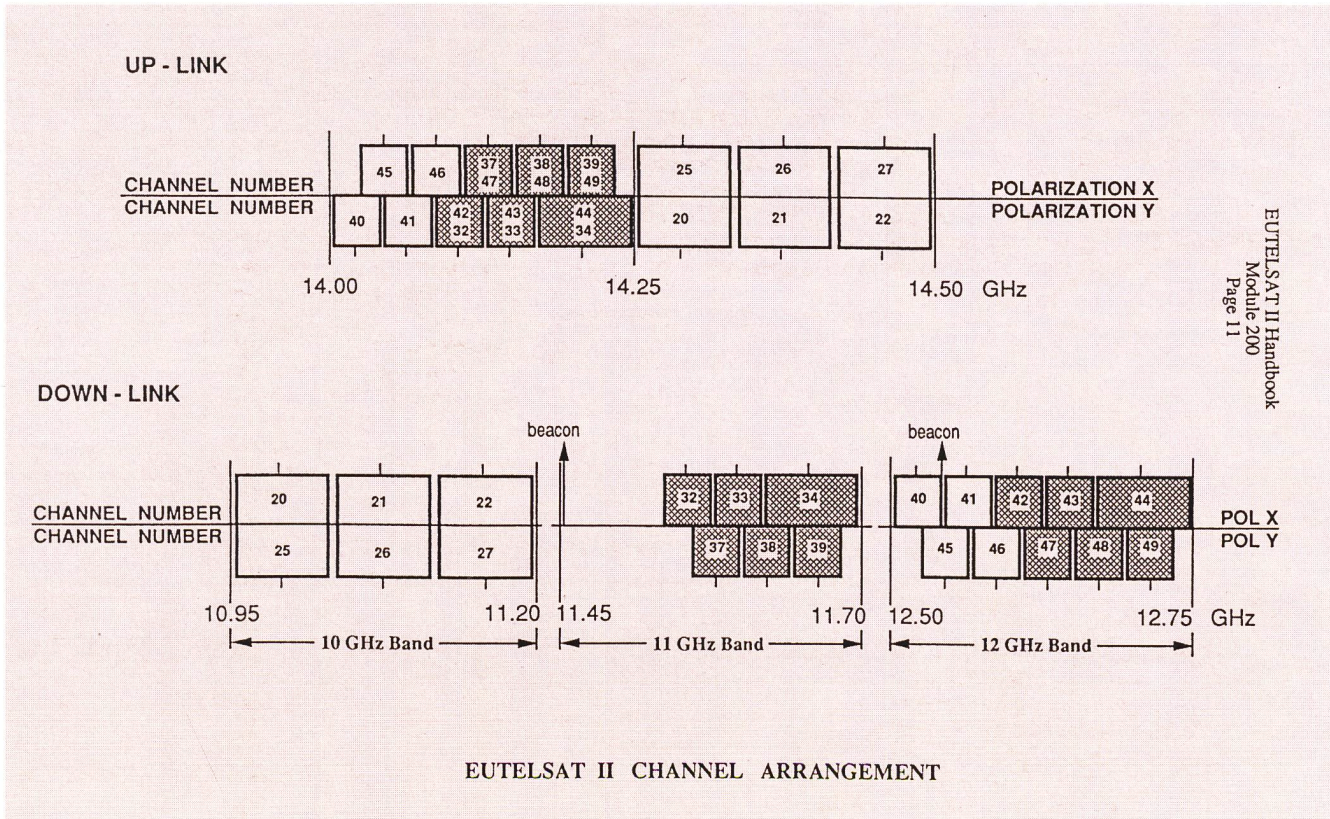 UP - LINK
45 46 37 38 39 25 26 27
47 48 49
CHANNEL NUMBER POLARIZATION X
CHANNEL NUMBER POLARIZATION Y
40 41 42 43 44 20 21 22
32 33 34
14.00 14.25 14.50 GHz
EUTELSAT II Handbook
Module 200
Page 11
DOWN - LINK
beacon beacon
20 21 22 32 33 34 40 41 42 43 44
CHANNEL NUMBER POL X
CHANNEL NUMBER POL Y
25 26 27 37 38 39 45 46 47 48 49
10.95 11.20 11.45 11.70 12.50 12.75 GHz
10 GHz Band 11 GHz Band 12 GHz Band
EUTELSAT II CHANNEL ARRANGEMENT